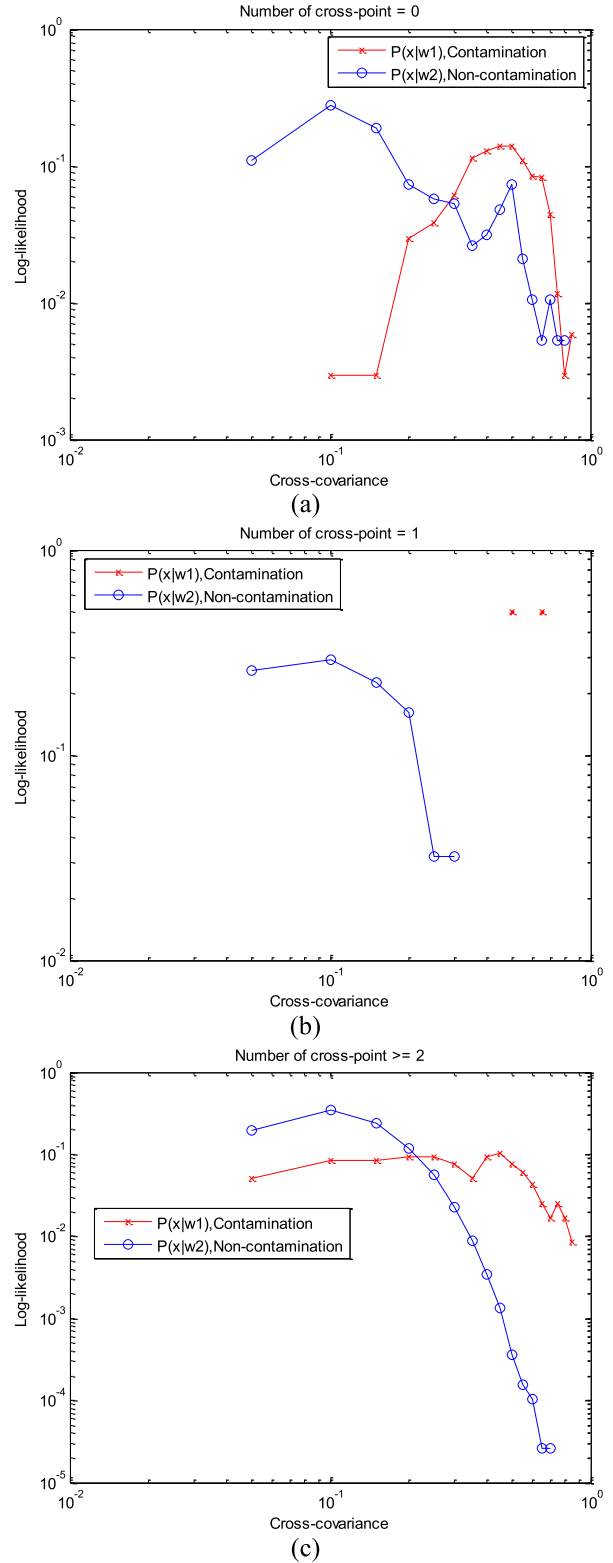 Number of cross-point = 0
10^0
P(x|w1),Contamination
P(x|w2),Non-contamination
10^-1
Log-likelihood
10^-2
10^-3
10^-2
10^-1
10^0
Cross-covariance
(a)
Number of cross-point = 1
10^0
P(x|w1),Contamination
P(x|w2),Non-contamination
Log-likelihood
10^-1
10^-2
10^-2
10^-1
10^0
Cross-covariance
(b)
Number of cross-point >= 2
10^0
10^-1
10^-2
P(x|w1),Contamination
P(x|w2),Non-contamination
Log-likelihood
10^-3
10^-4
10^-5
10^-2
10^-1
10^0
Cross-covariance
(c)